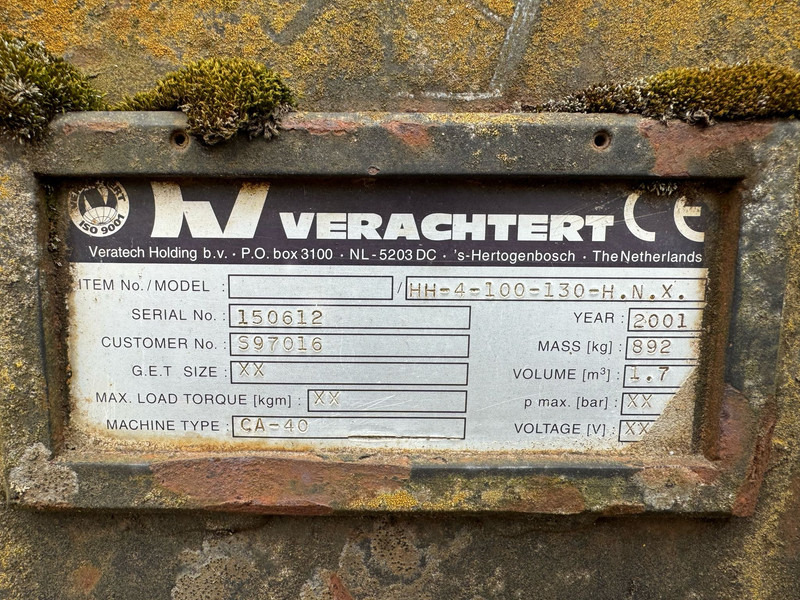 ISO 9001
VERACHTERT CE
Veratech Holding b.v. · P.O. box 3100 · NL - 5203 DC · 's-Hertogenbosch · The Netherlands
ITEM No. / MODEL : / HH-4-100-130-H.N.X.
SERIAL No. : 150612 YEAR : 2001
CUSTOMER No. : S97016 MASS [kg] : 892
G.E.T SIZE : XX VOLUME [m³] : 1.7
MAX. LOAD TORQUE [kgm] : XX p max. [bar] : XX
MACHINE TYPE : CA-40 VOLTAGE [V] : XX